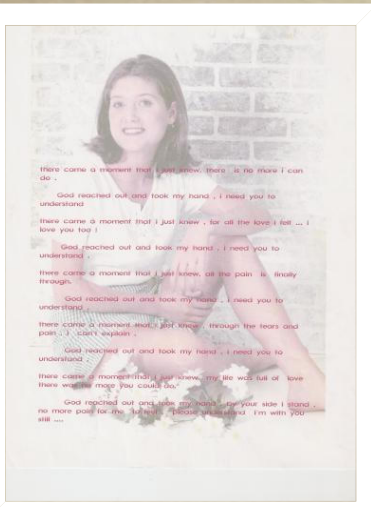 there came a moment that i just knew, there is no more i can
do .
God reached out and took my hand , i need you to
understand
there came a moment that i just knew , for all the love i felt ... i
love you too !
God reached out and took my hand , i need you to
understand ,
there came a moment that i just knew, all the pain is finally
through.
God reached out and took my hand , i need you to
understand ,
there came a moment that i just knew through the tears and
pain , i can't explain .
God reached out and took my hand , i need you to
understand ,
there came a moment that i just knew, my life was full of love
there was no more you could do,"
God reached out and took my hand , by your side i stand ,
no more pain for me to feel , please understand i'm with you
still ....